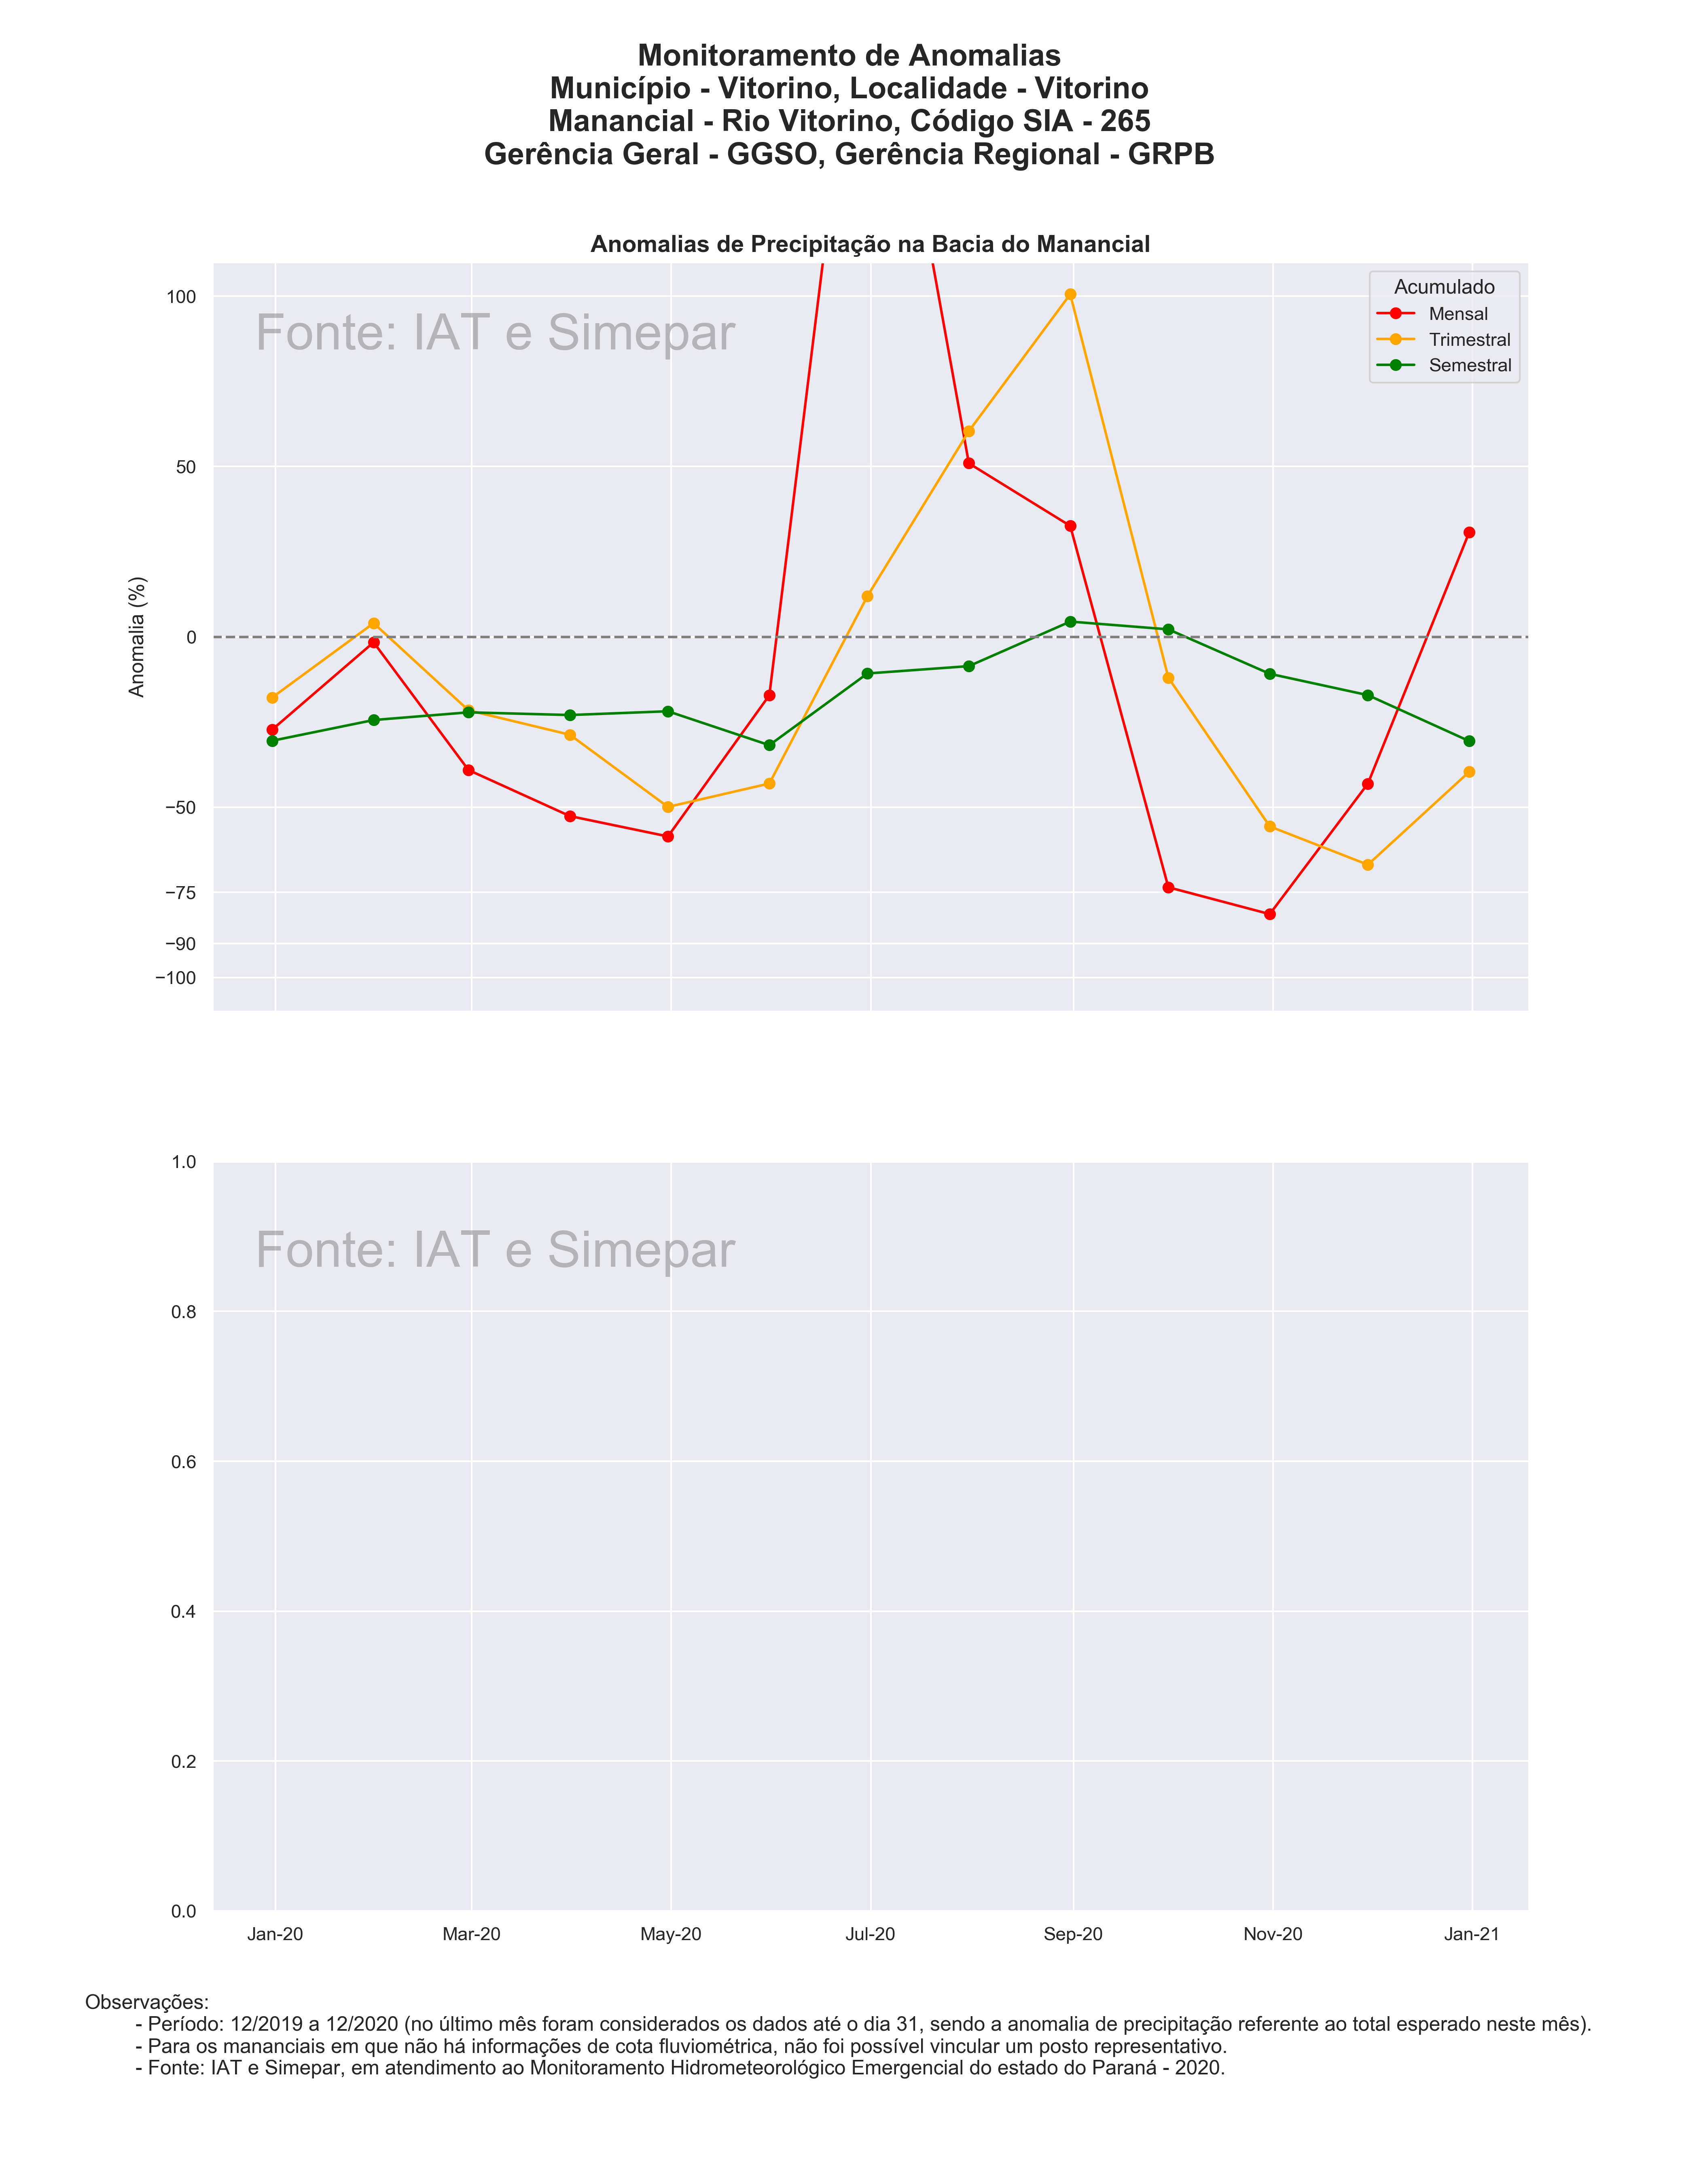 Monitoramento de Anomalias
Município - Vitorino, Localidade - Vitorino
Manancial - Rio Vitorino, Código SIA - 265
Gerência Geral - GGSO, Gerência Regional - GRPB
Anomalias de Precipitação na Bacia do Manancial
Fonte: IAT e Simepar
Acumulado
Mensal
Trimestral
Semestral
Anomalia (%)
100
50
0
−50
−75
−90
−100
Fonte: IAT e Simepar
1.0
0.8
0.6
0.4
0.2
0.0
Jan-20 Mar-20 May-20 Jul-20 Sep-20 Nov-20 Jan-21
Observações:
- Período: 12/2019 a 12/2020 (no último mês foram considerados os dados até o dia 31, sendo a anomalia de precipitação referente ao total esperado neste mês).
- Para os mananciais em que não há informações de cota fluviométrica, não foi possível vincular um posto representativo.
- Fonte: IAT e Simepar, em atendimento ao Monitoramento Hidrometeorológico Emergencial do estado do Paraná - 2020.